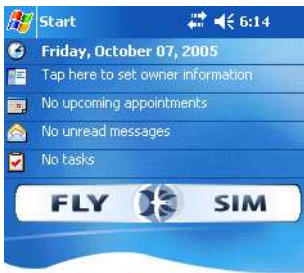 Start 6:14
Friday, October 07, 2005
Tap here to set owner information
No upcoming appointments
No unread messages
No tasks
FLY SIM